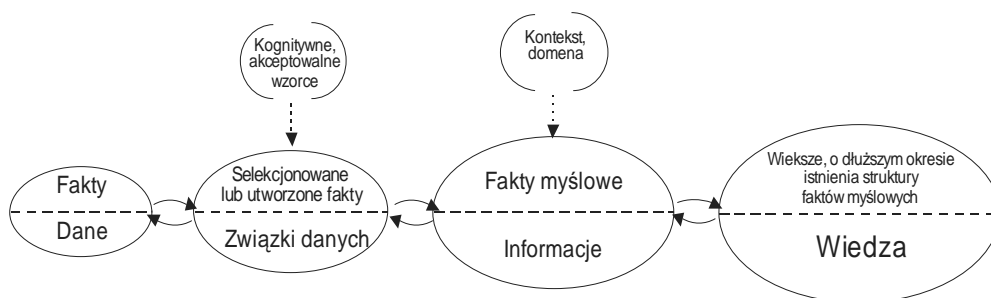 Kognitywne,
akceptowalne
wzorce
Kontekst,
domena
Fakty
Dane
Selekcjonowane
lub utworzone fakty
Związki danych
Fakty myślowe
Informacje
Wieksze, o dłuższym okresie
istnienia struktury
faktów myślowych
Wiedza